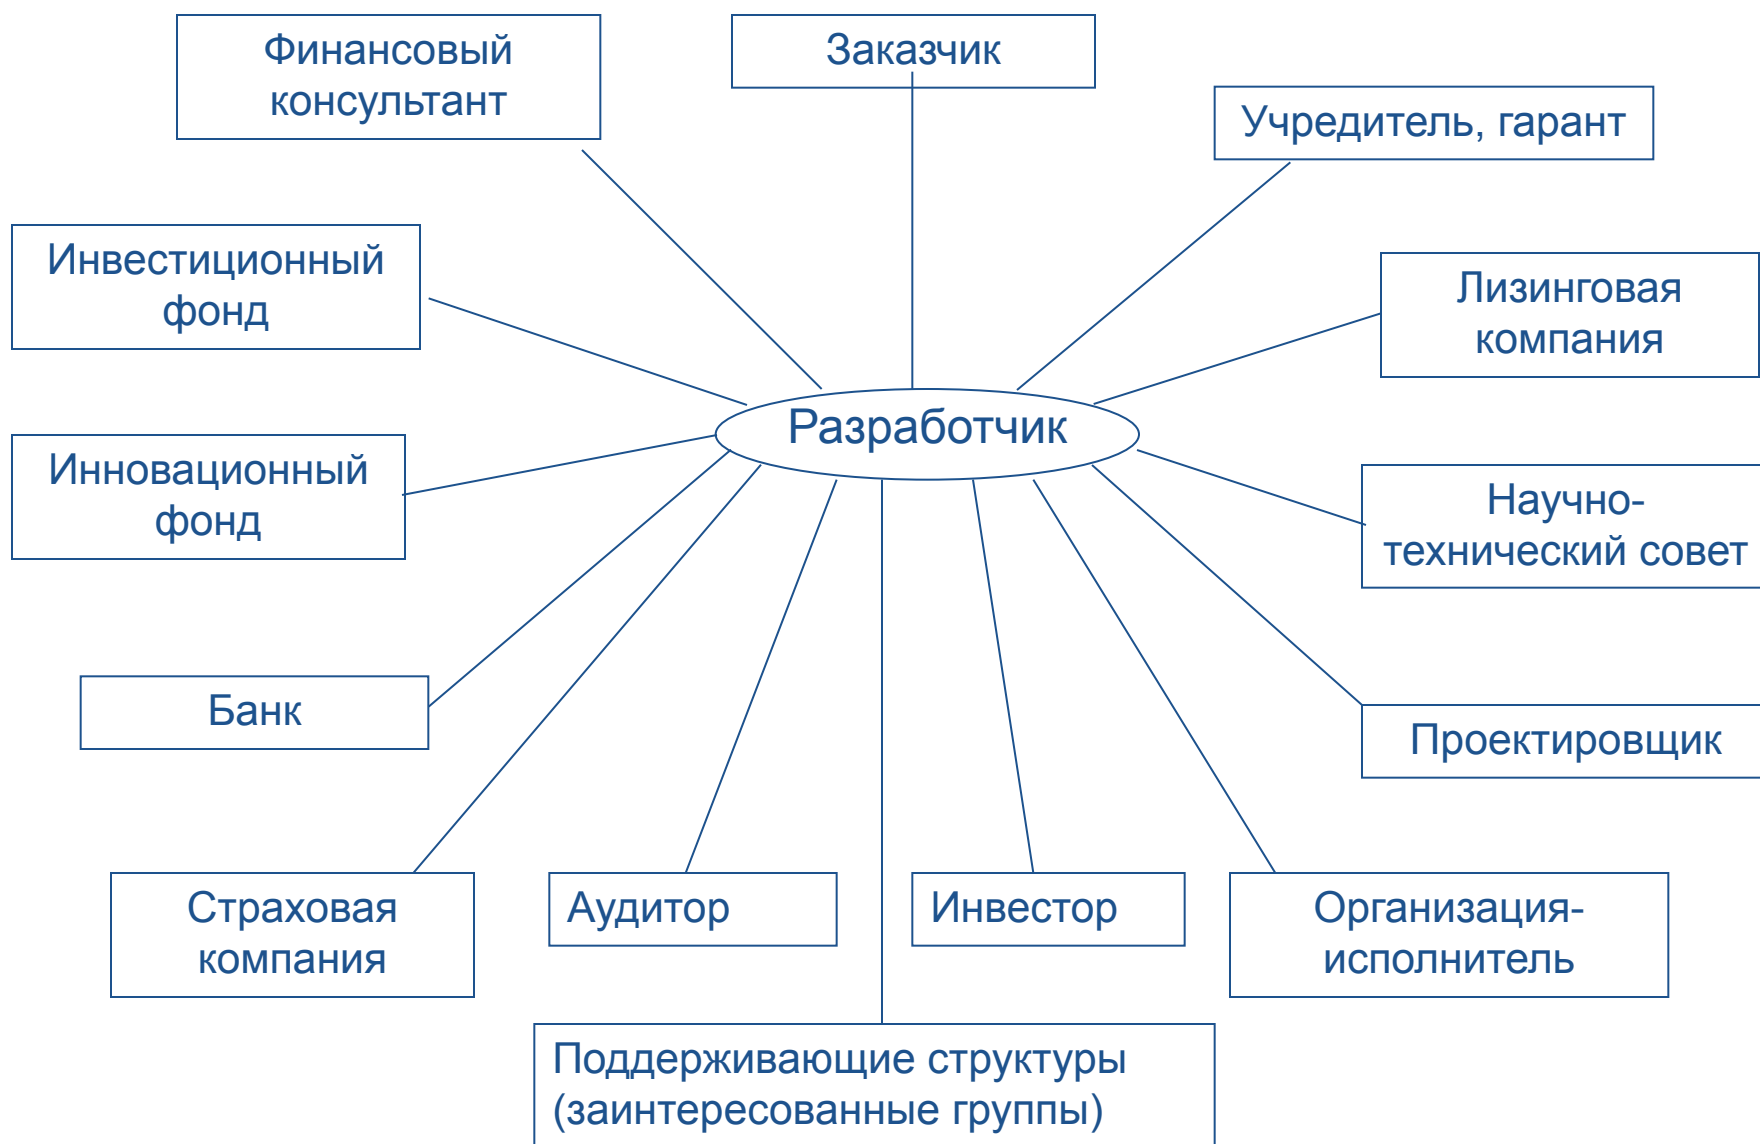 Финансовый
консультант
Заказчик
Учредитель, гарант
Инвестиционный
фонд
Лизинговая
компания
Разработчик
Инновационный
фонд
Научно-
технический совет
Банк
Проектировщик
Страховая
компания
Аудитор
Инвестор
Организация-
исполнитель
Поддерживающие структуры
(заинтересованные группы)